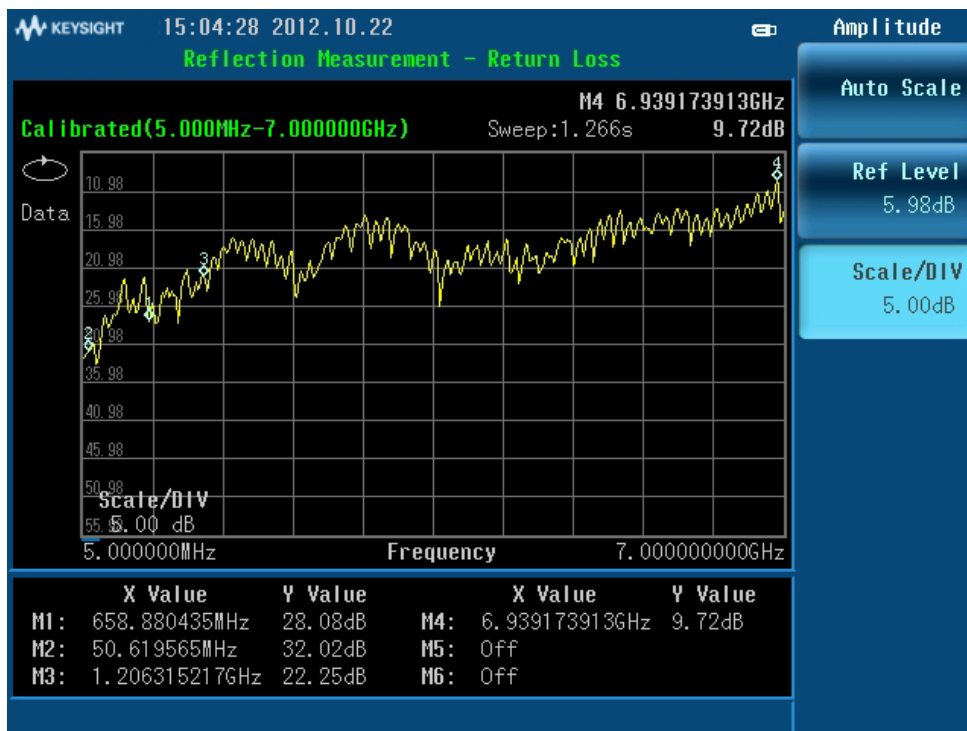 KEYSIGHT 15:04:28 2012.10.22 Amplitude
Reflection Measurement - Return Loss
M4 6.939173913GHz
Calibrated(5.000MHz-7.000000GHz) Sweep:1.266s 9.72dB
Auto Scale
Ref Level
5.98dB
Scale/DIV
5.00dB
Data
4
10.98
15.98
20.98
3
25.98
1
2
30.98
35.98
40.98
45.98
50.98
Scale/DIV
55.98
5.00 dB
5.000000MHz Frequency 7.000000000GHz
X Value Y Value X Value Y Value
M1: 658.880435MHz 28.08dB M4: 6.939173913GHz 9.72dB
M2: 50.619565MHz 32.02dB M5: Off
M3: 1.206315217GHz 22.25dB M6: Off